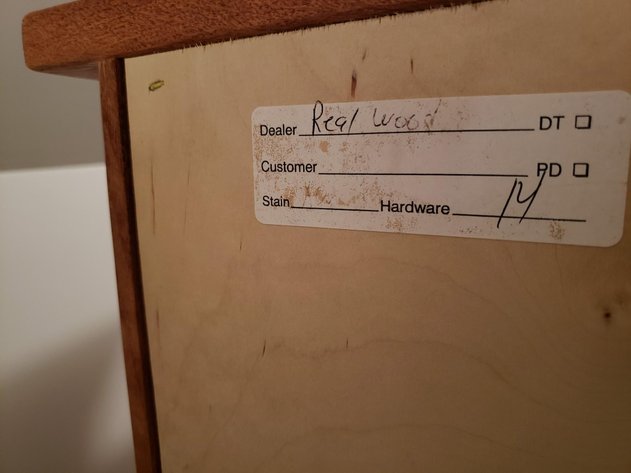 Dealer Real Wood DT
Customer PD
Stain Hardware 14